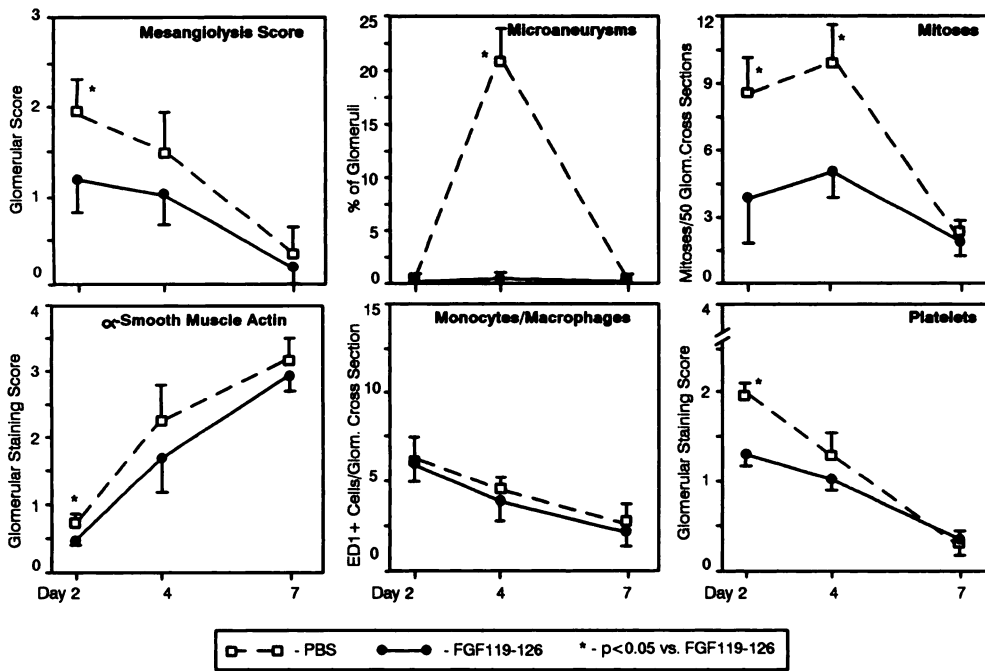 Mesangiolysis Score
Glomerular Score
3
2
1
0
*
Microaneurysms
% of Glomeruli
25
20
15
10
5
0
*
Mitoses
Mitoses/50 Glom.Cross Sections
12
9
6
3
0
*
*
α-Smooth Muscle Actin
Glomerular Staining Score
4
3
2
1
0
*
Day 2 4 7
Monocytes/Macrophages
ED1+ Cells/Glom. Cross Section
15
10
5
0
Day 2 4 7
Platelets
Glomerular Staining Score
4
2
1
0
*
Day 2 4 7
- PBS - FGF119-126 * - p<0.05 vs. FGF119-126